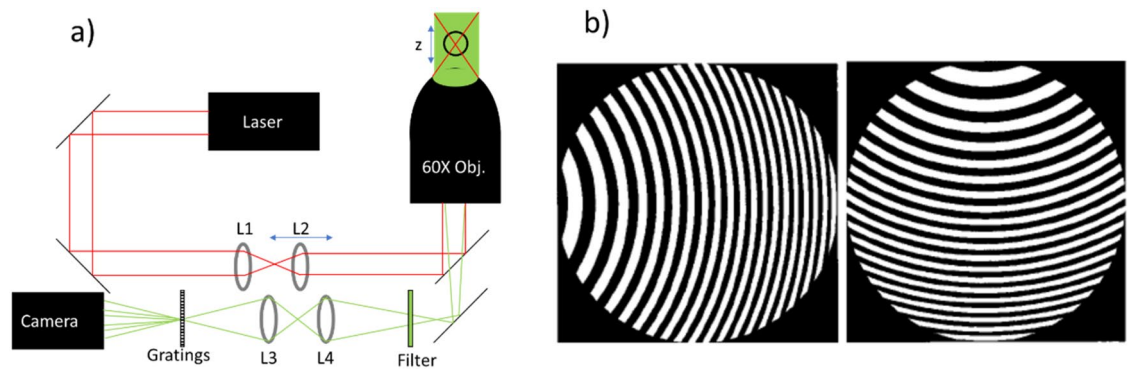 a)
b)
z
Laser
60X Obj.
L1
L2
Camera
Gratings
L3
L4
Filter